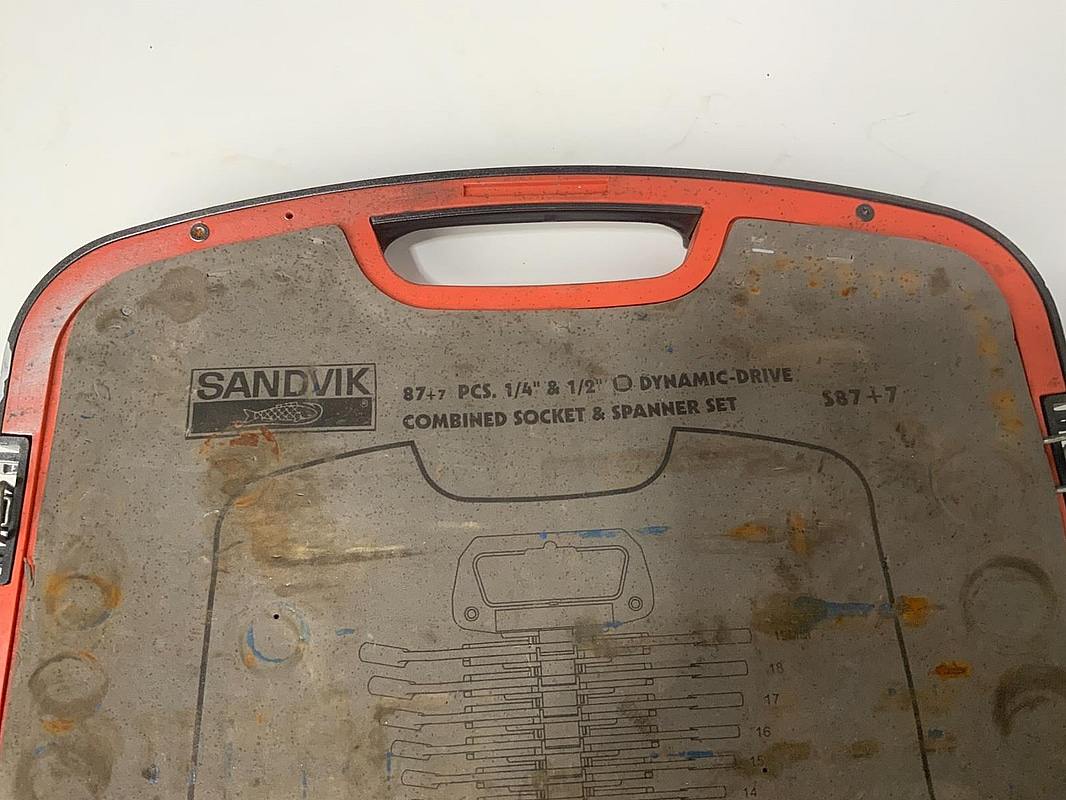 SANDVIK
87+7 PCS. 1/4" & 1/2" DYNAMIC-DRIVE
COMBINED SOCKET & SPANNER SET
S87+7
18
17
16
15
14